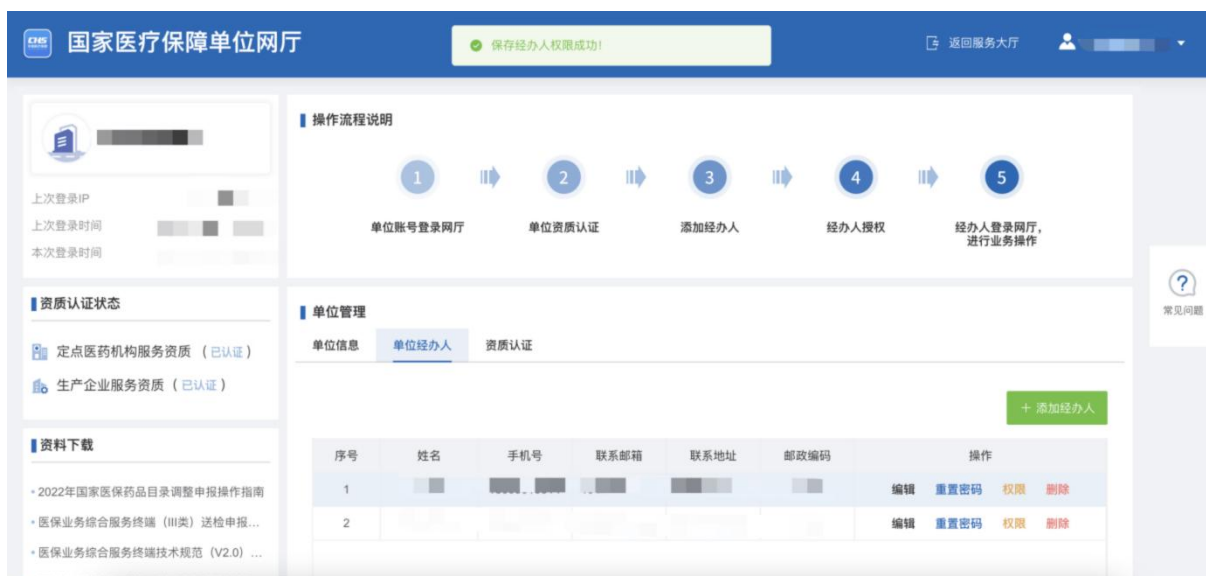 CHS
国家医疗保障单位网厅
保存经办人权限成功!
返回服务大厅
上次登录IP
上次登录时间
本次登录时间
资质认证状态
定点医药机构服务资质 （已认证）
生产企业服务资质 （已认证）
资料下载
• 2022年国家医保药品目录调整申报操作指南
• 医保业务综合服务终端（III类）送检申报...
• 医保业务综合服务终端技术规范（V2.0）...
操作流程说明
1 2 3 4 5
单位账号登录网厅 单位资质认证 添加经办人 经办人授权 经办人登录网厅，
进行业务操作
单位管理
单位信息 单位经办人 资质认证
+ 添加经办人
序号 姓名 手机号 联系邮箱 联系地址 邮政编码 操作
1 编辑 重置密码 权限 删除
2 编辑 重置密码 权限 删除
?
常见问题